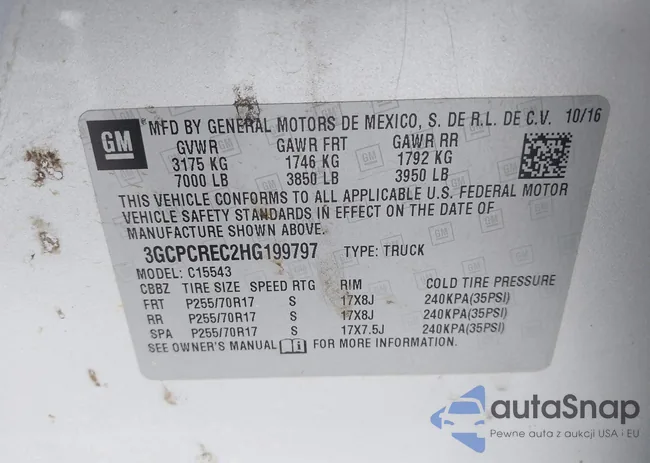 GM
MFD BY GENERAL MOTORS DE MEXICO, S. DE R.L. DE C.V. 10/16
GVWR GAWR FRT GAWR RR
3175 KG 1746 KG 1792 KG
7000 LB 3850 LB 3950 LB
THIS VEHICLE CONFORMS TO ALL APPLICABLE U.S. FEDERAL MOTOR
VEHICLE SAFETY STANDARDS IN EFFECT ON THE DATE OF
MANUFACTURE SHOWN ABOVE.
3GCPCREC2HG199797 TYPE: TRUCK
MODEL: C15543
CBBZ TIRE SIZE SPEED RTG RIM COLD TIRE PRESSURE
FRT P255/70R17 S 17X8J 240KPA(35PSI)
RR P255/70R17 S 17X8J 240KPA(35PSI)
SPA P255/70R17 S 17X7.5J 240KPA(35PSI)
SEE OWNER'S MANUAL i FOR MORE INFORMATION.
autaSnap
Pewne auta z aukcji USA i EU